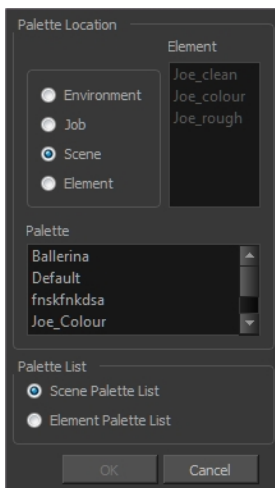 Palette Location
Element
Joe_clean
Joe_colour
Joe_rough
Environment
Job
Scene
Element
Palette
Ballerina
Default
fnskfnkdsa
Joe_Colour
Palette List
Scene Palette List
Element Palette List
OK
Cancel